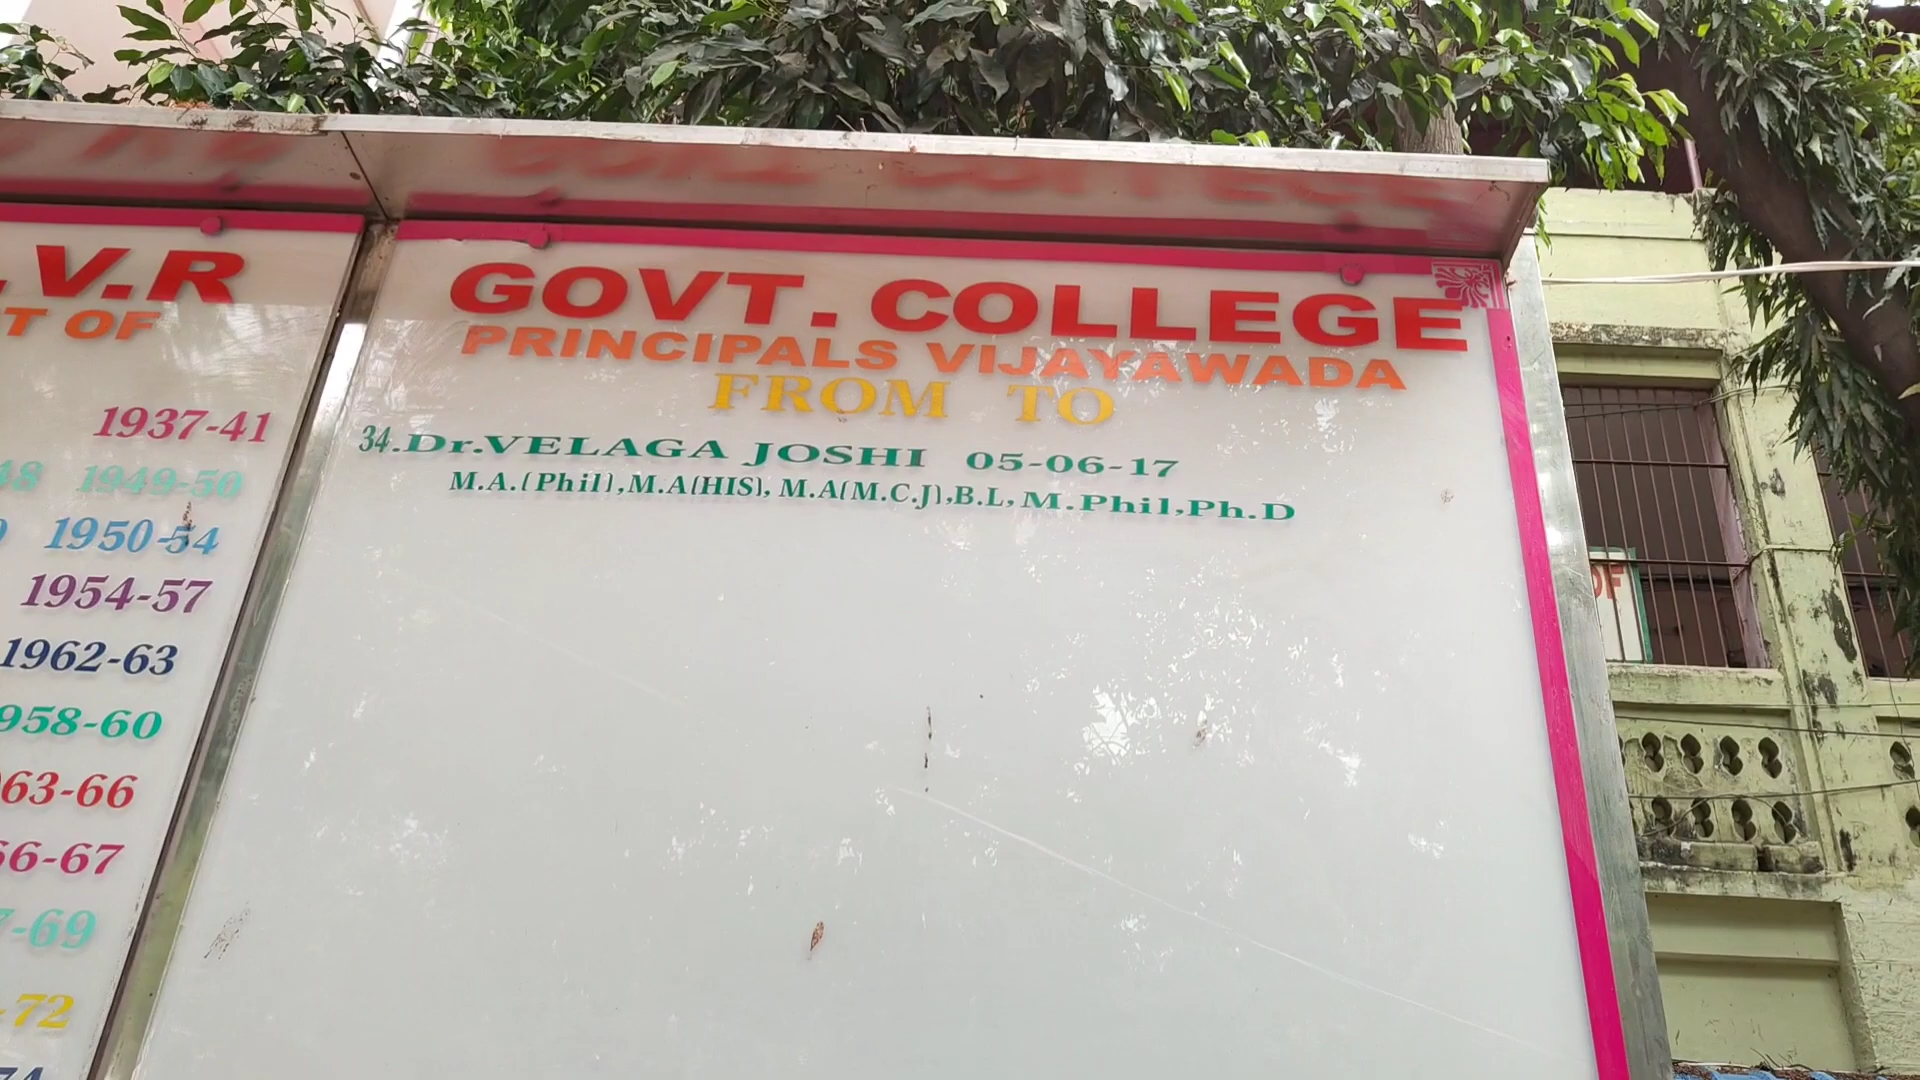 .V.R
T OF
1937-41
48 1949-50
1950-54
1954-57
1962-63
958-60
63-66
66-67
7-69
-72
74
GOVT. COLLEGE
PRINCIPALS VIJAYAWADA
FROM TO
34.Dr.VELAGA JOSHI 05-06-17
M.A.(Phil),M.A(HIS), M.A(M.C.J),B.L,M.Phil,Ph.D
OF